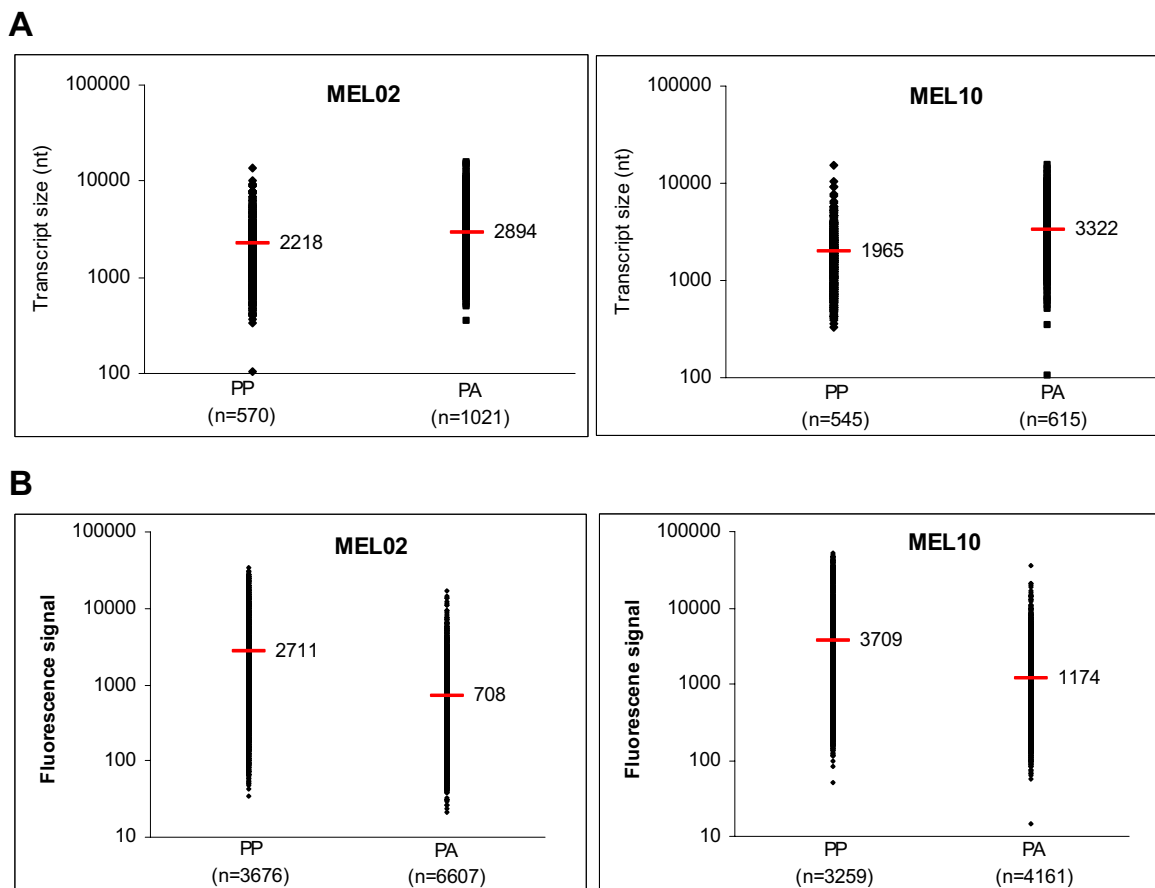 A
MEL02
Transcript size (nt)
100000
10000
1000
100
2218
2894
PP
PA
(n=570)
(n=1021)
MEL10
Transcript size (nt)
100000
10000
1000
100
1965
3322
PP
PA
(n=545)
(n=615)
B
MEL02
Fluorescence signal
100000
10000
1000
100
10
2711
708
PP
PA
(n=3676)
(n=6607)
MEL10
Fluorescene signal
100000
10000
1000
100
10
3709
1174
PP
PA
(n=3259)
(n=4161)